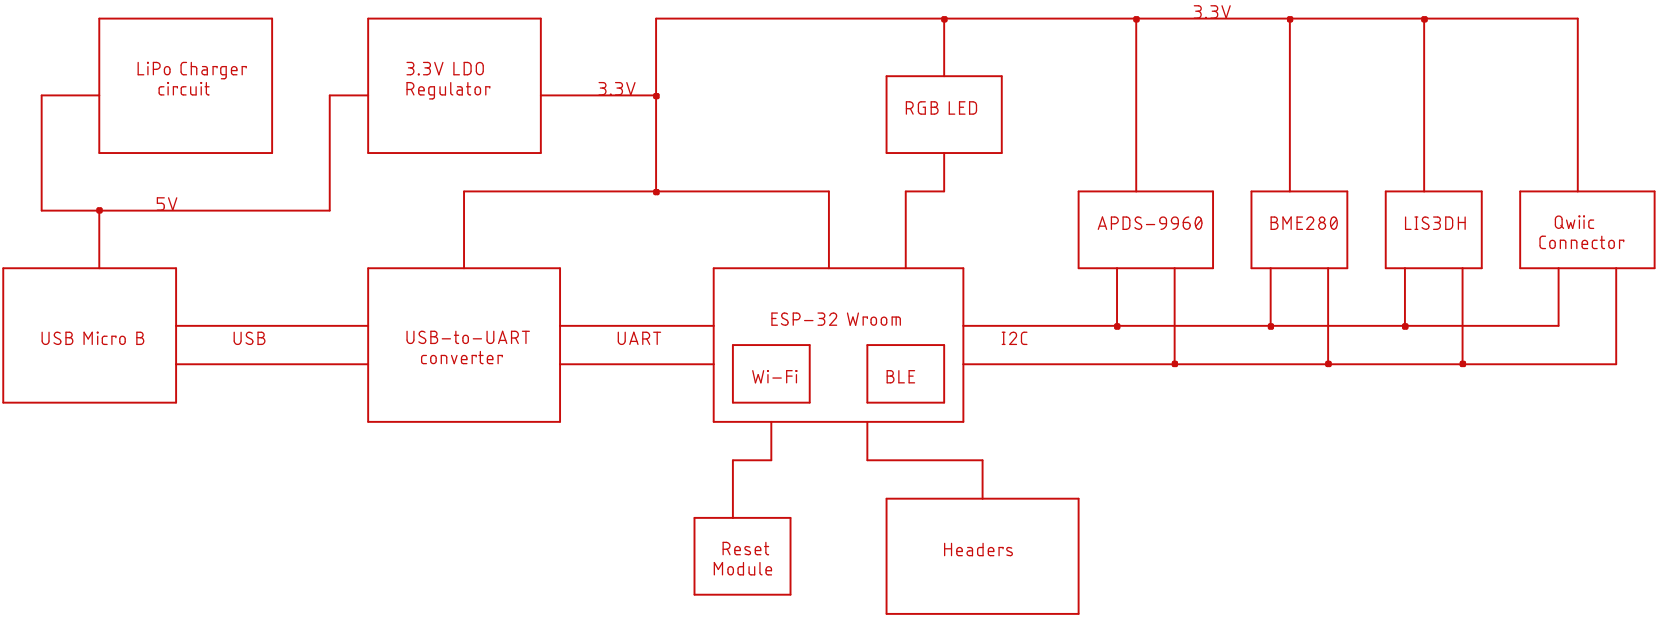 3.3V
LiPo Charger
circuit
3.3V LDO
Regulator
3.3V
RGB LED
5V
APDS-9960
BME280
LIS3DH
Qwiic
Connector
USB Micro B
USB
USB-to-UART
converter
UART
ESP-32 Wroom
I2C
Wi-Fi
BLE
Reset
Module
Headers